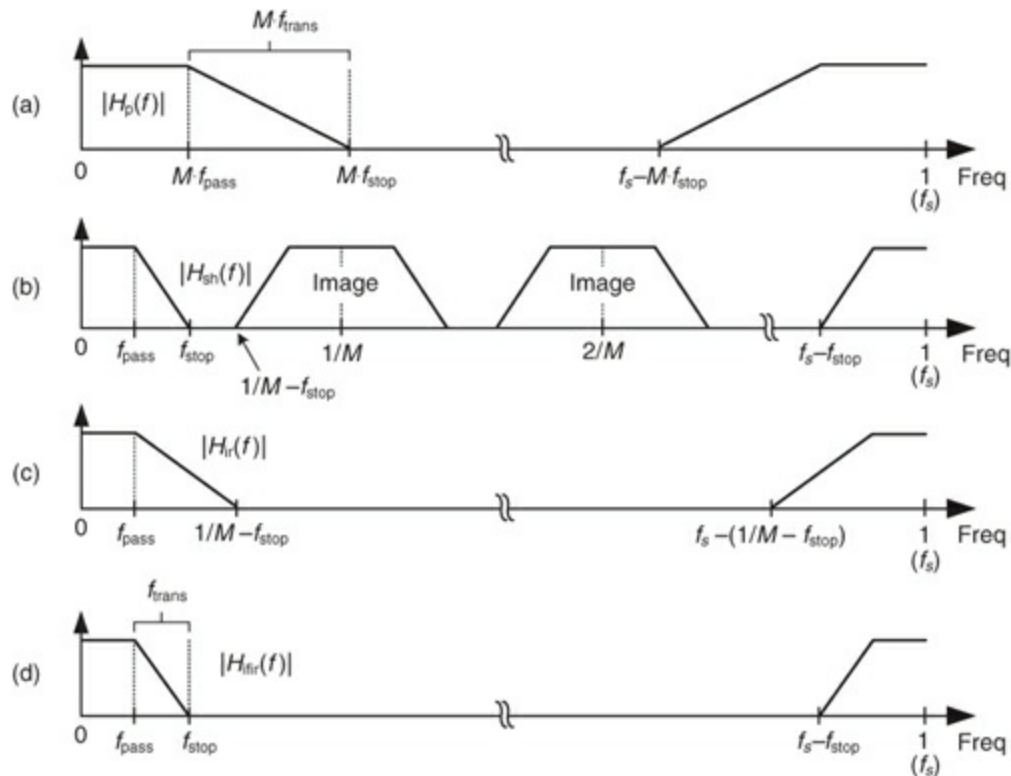 M·f_trans
(a)
|H_p(f)|
0
M·f_pass
M·f_stop
f_s–M·f_stop
1
(f_s)
Freq
(b)
|H_sh(f)|
Image
Image
0
f_pass
f_stop
1/M
2/M
f_s–f_stop
1
(f_s)
Freq
1/M–f_stop
(c)
|H_ir(f)|
0
f_pass
1/M–f_stop
f_s–(1/M–f_stop)
1
(f_s)
Freq
f_trans
(d)
|H_ifir(f)|
0
f_pass
f_stop
f_s–f_stop
1
(f_s)
Freq